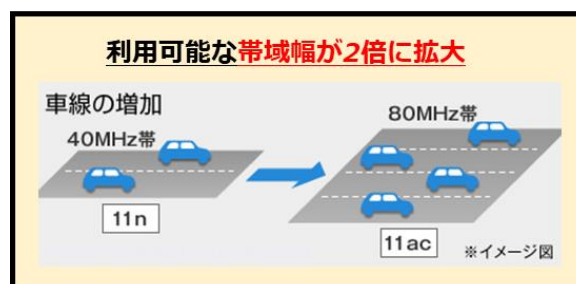 利用可能な帯域幅が2倍に拡大
車線の増加
40MHz帯
80MHz帯
11n
11ac
※イメージ図